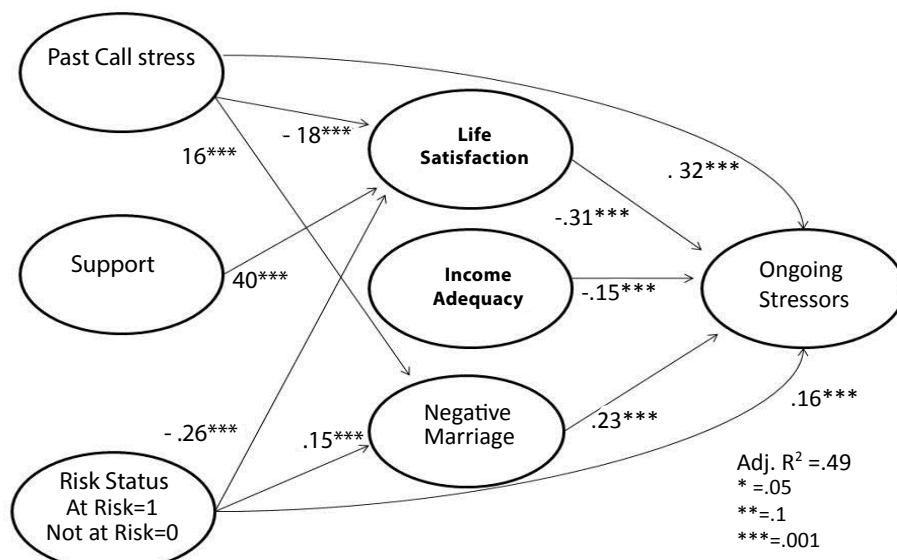 Past Call stress
Life
Satisfaction
- 18***
16***
. 32***
-.31***
Support
40***
Income
Adequacy
-.15***
Ongoing
Stressors
Negative
Marriage
.23***
.16***
- .26***
.15***
Risk Status
At Risk=1
Not at Risk=0
Adj. R² =.49
* =.05
**=.1
***=.001